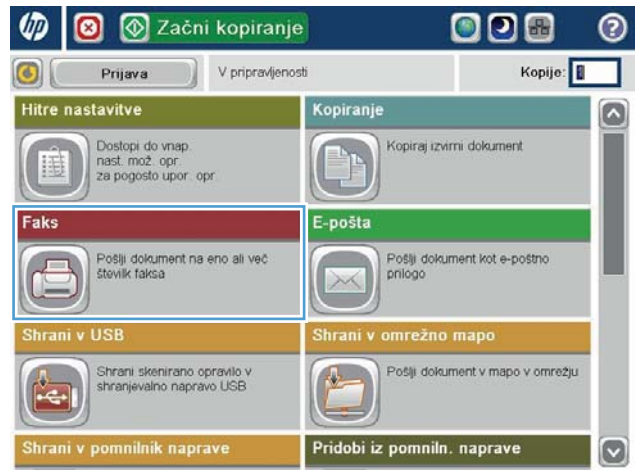 hp
Začni kopiranje
?
Prijava
V pripravljenosti
Kopije: 1
Hitre nastavitve
Kopiranje
Dostopi do vnap.
nast. mož. opr.
za pogosto upor. opr.
Kopiraj izvirni dokument
Faks
E-pošta
Pošlji dokument na eno ali več
številk faksa
Pošlji dokument kot e-poštno
prilogo
Shrani v USB
Shrani v omrežno mapo
Shrani skenirano opravilo v
shranjevalno napravo USB
Pošlji dokument v mapo v omrežju
Shrani v pomnilnik naprave
Pridobi iz pomniln. naprave